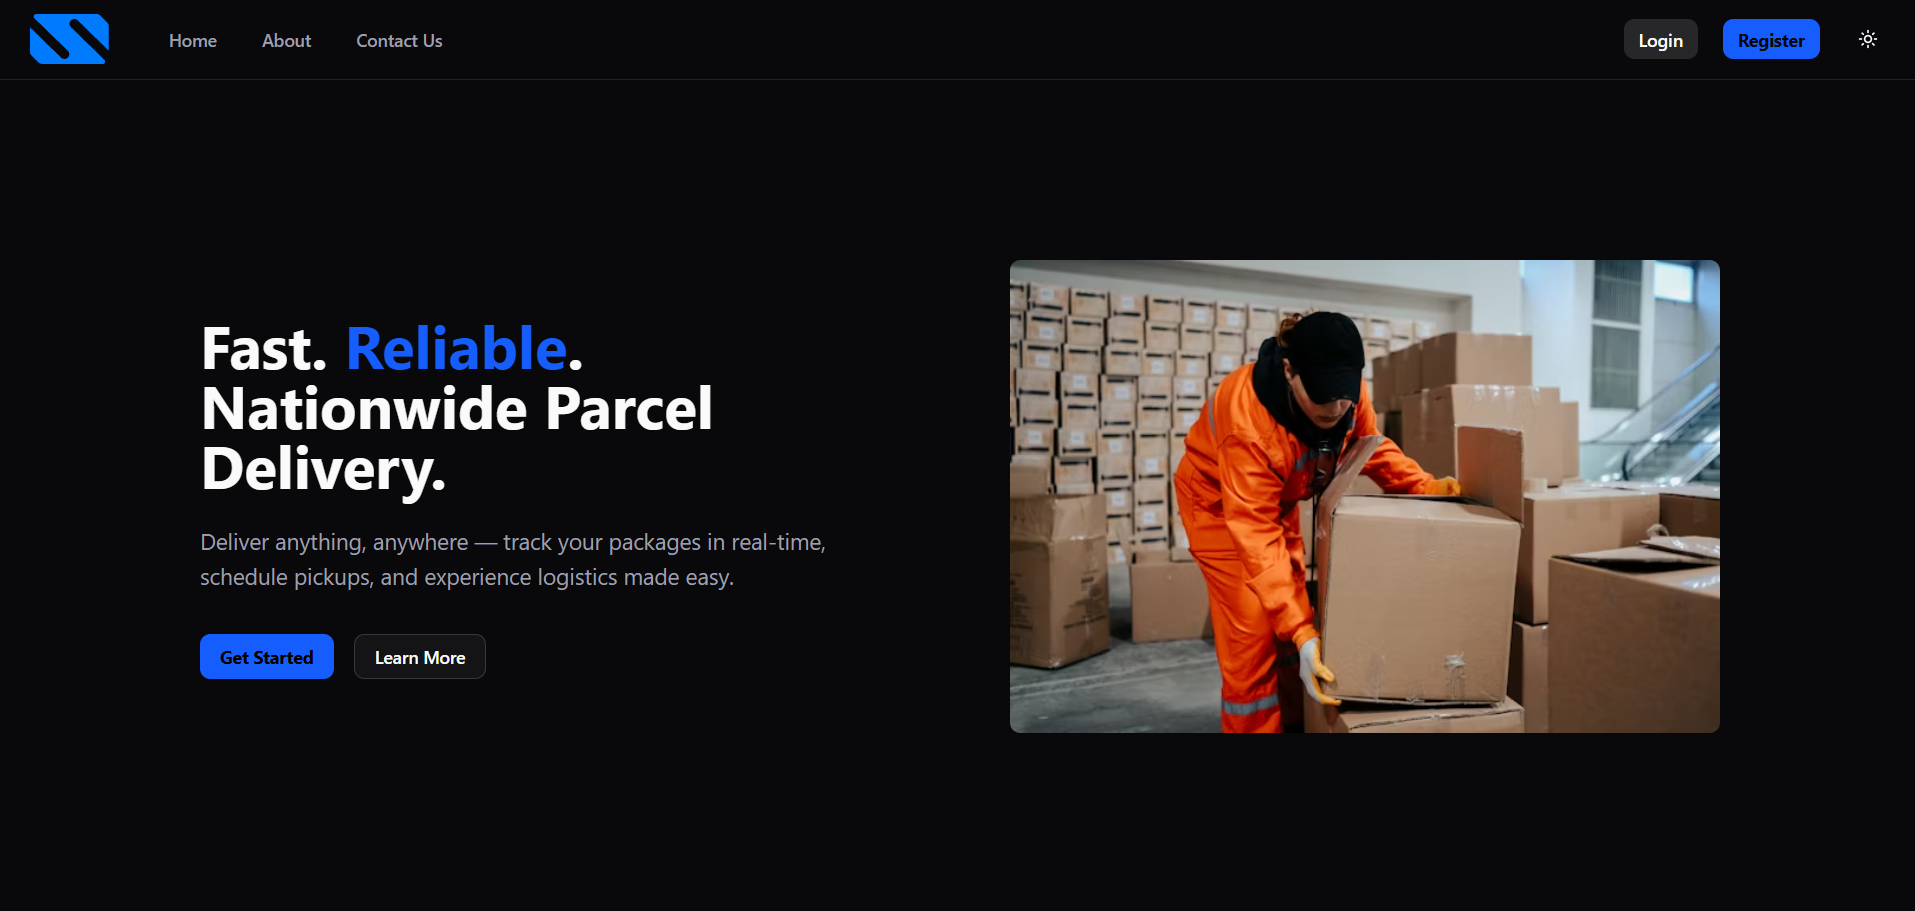 Home About Contact Us Login Register
Fast. Reliable.
Nationwide Parcel
Delivery.
Deliver anything, anywhere — track your packages in real-time,
schedule pickups, and experience logistics made easy.
Get Started Learn More